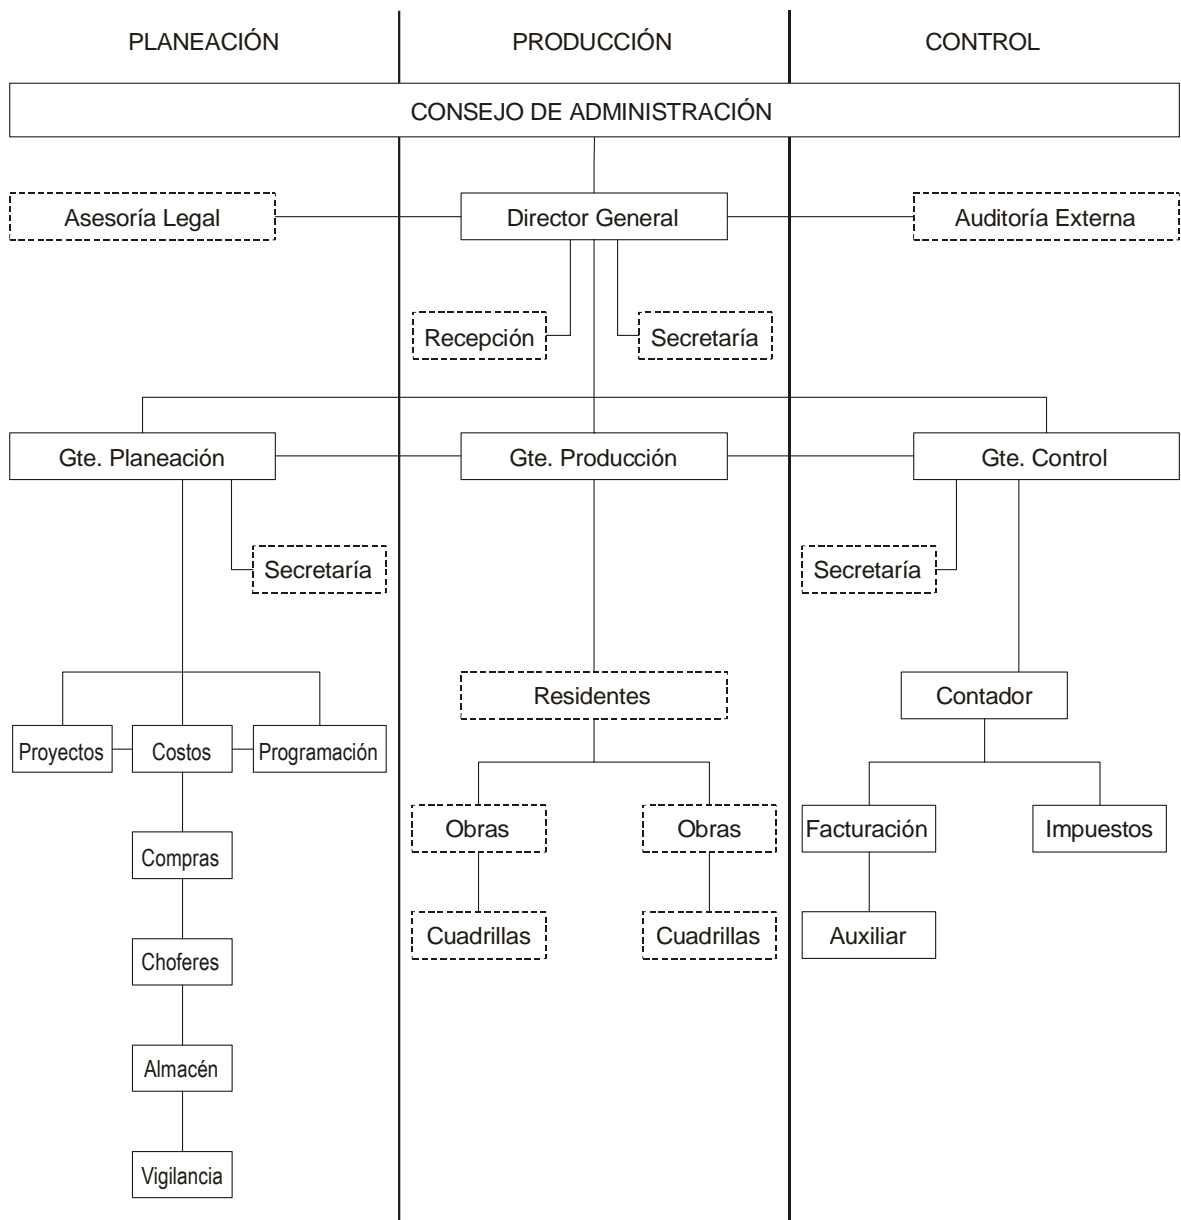 PLANEACIÓN
PRODUCCIÓN
CONTROL
CONSEJO DE ADMINISTRACIÓN
Asesoría Legal
Director General
Auditoría Externa
Recepción
Secretaría
Gte. Planeación
Gte. Producción
Gte. Control
Secretaría
Secretaría
Residentes
Contador
Proyectos
Costos
Programación
Obras
Obras
Facturación
Impuestos
Compras
Cuadrillas
Cuadrillas
Auxiliar
Choferes
Almacén
Vigilancia